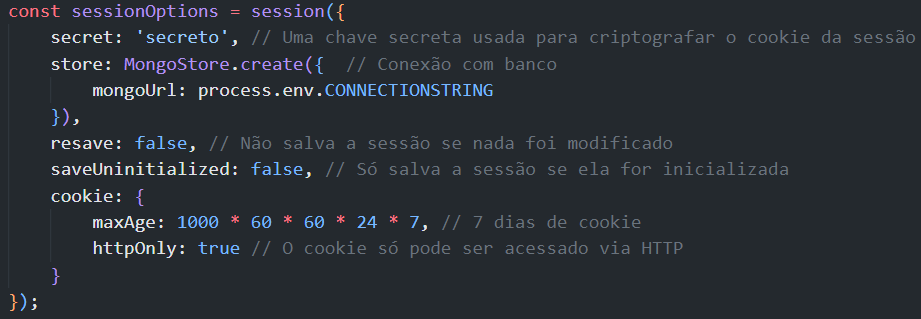 const sessionOptions = session({
    secret: 'secreto', // Uma chave secreta usada para criptografar o cookie da sessão
    store: MongoStore.create({  // Conexão com banco
        mongoUrl: process.env.CONNECTIONSTRING
    }),
    resave: false, // Não salva a sessão se nada foi modificado
    saveUninitialized: false, // Só salva a sessão se ela for inicializada
    cookie: {
        maxAge: 1000 * 60 * 60 * 24 * 7, // 7 dias de cookie
        httpOnly: true // O cookie só pode ser acessado via HTTP
    }
});